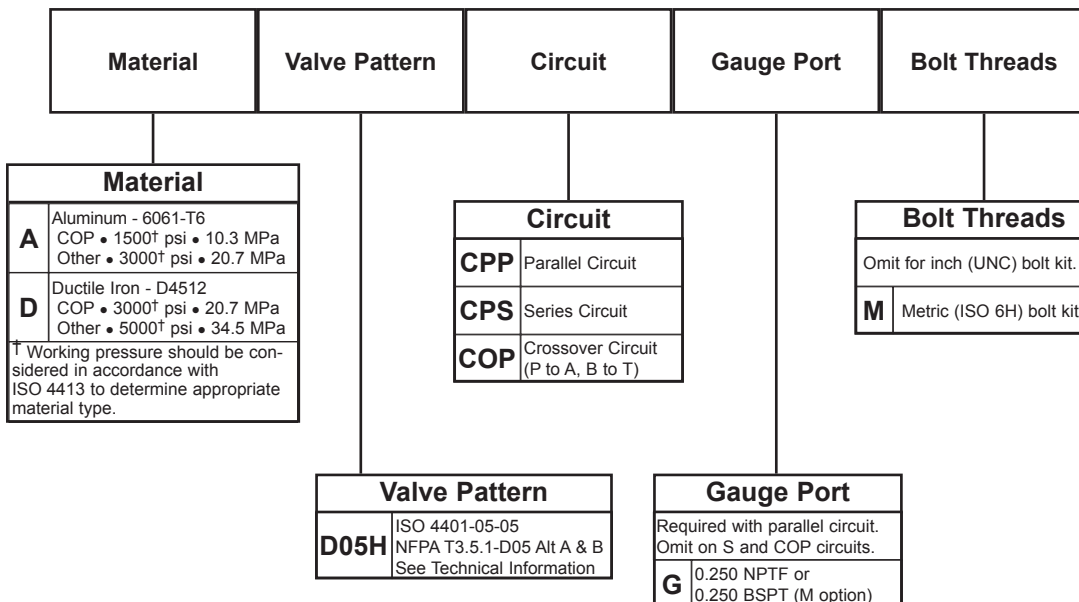 Material
Valve Pattern
Circuit
Gauge Port
Bolt Threads
Material
A
Aluminum - 6061-T6
COP • 1500† psi • 10.3 MPa
Other • 3000† psi • 20.7 MPa
D
Ductile Iron - D4512
COP • 3000† psi • 20.7 MPa
Other • 5000† psi • 34.5 MPa
† Working pressure should be con-
sidered in accordance with
ISO 4413 to determine appropriate
material type.
Circuit
CPP Parallel Circuit
CPS Series Circuit
COP
Crossover Circuit
(P to A, B to T)
Bolt Threads
Omit for inch (UNC) bolt kit.
M Metric (ISO 6H) bolt kit
Valve Pattern
D05H
ISO 4401-05-05
NFPA T3.5.1-D05 Alt A & B
See Technical Information
Gauge Port
Required with parallel circuit.
Omit on S and COP circuits.
G
0.250 NPTF or
0.250 BSPT (M option)